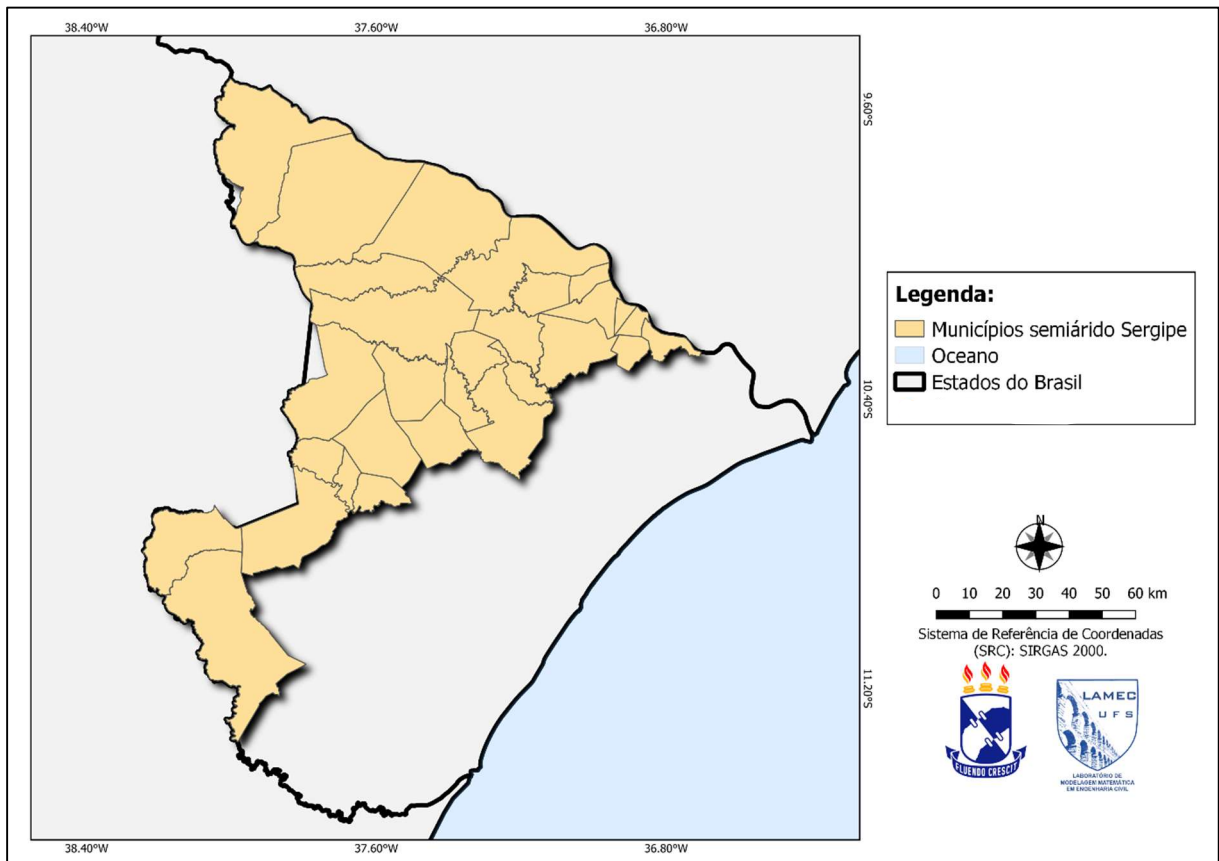 38.40°W 37.60°W 36.80°W
9.60°S
10.40°S
11.20°S
Legenda:
Municípios semiárido Sergipe
Oceano
Estados do Brasil
N
0 10 20 30 40 50 60 km
Sistema de Referência de Coordenadas
(SRC): SIRGAS 2000.
FLUENDO CRESCIT
LAMEC
UFS
LABORATÓRIO DE
MODELAGEM MATEMÁTICA
EM ENGENHARIA CIVIL
38.40°W 37.60°W 36.80°W